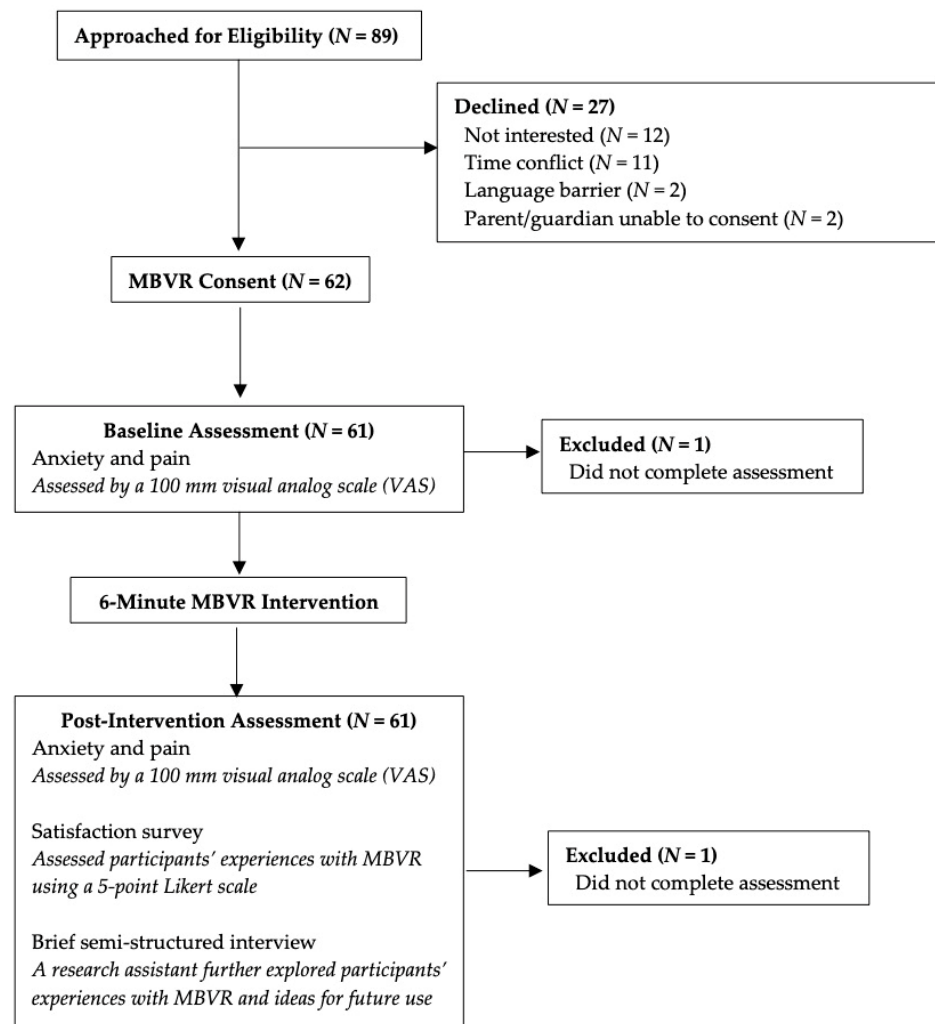 Approached for Eligibility (N = 89)
Declined (N = 27)
Not interested (N = 12)
Time conflict (N = 11)
Language barrier (N = 2)
Parent/guardian unable to consent (N = 2)
MBVR Consent (N = 62)
Baseline Assessment (N = 61)
Anxiety and pain
Assessed by a 100 mm visual analog scale (VAS)
Excluded (N = 1)
Did not complete assessment
6-Minute MBVR Intervention
Post-Intervention Assessment (N = 61)
Anxiety and pain
Assessed by a 100 mm visual analog scale (VAS)
Satisfaction survey
Assessed participants’ experiences with MBVR
using a 5-point Likert scale
Brief semi-structured interview
A research assistant further explored participants’
experiences with MBVR and ideas for future use
Excluded (N = 1)
Did not complete assessment